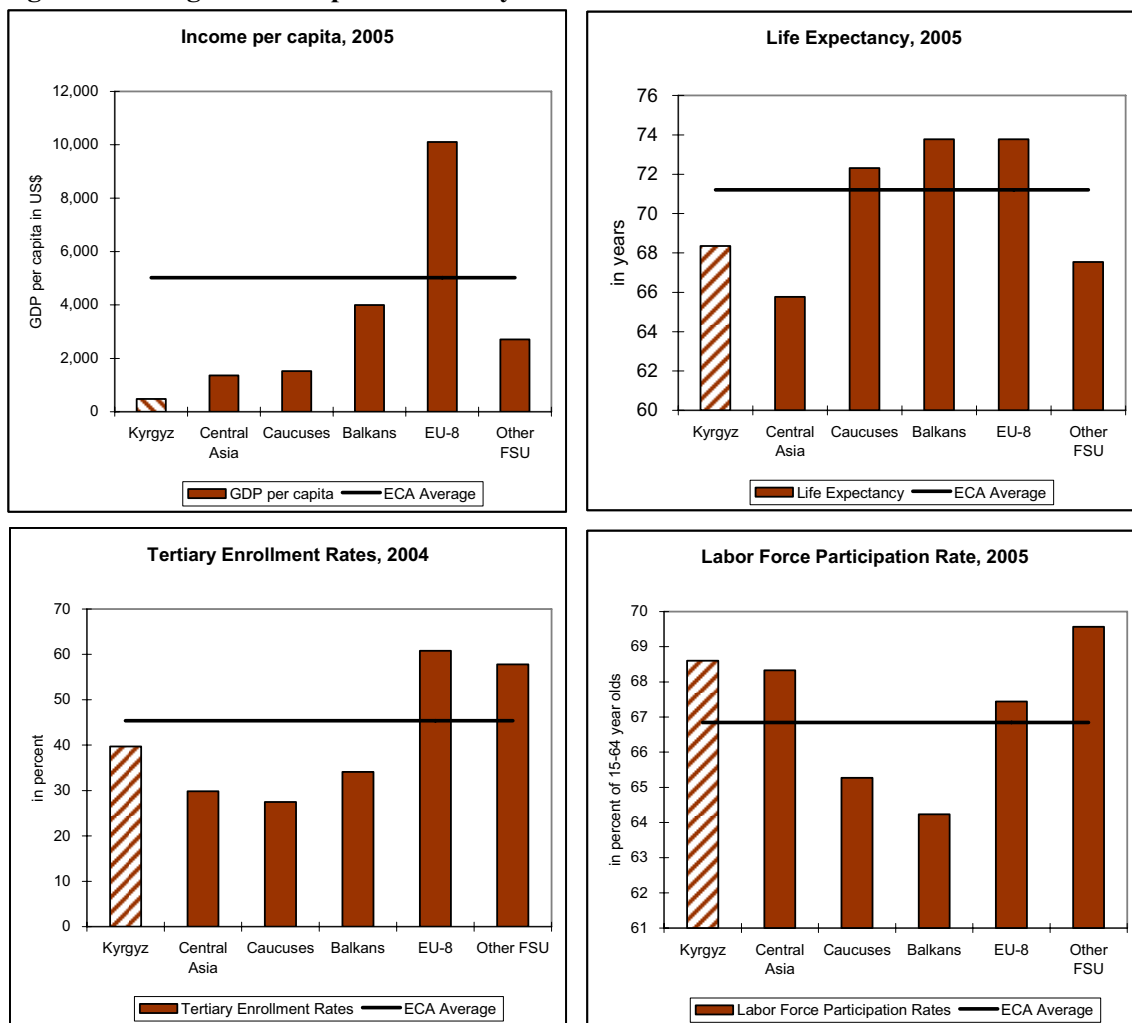 Income per capita, 2005
GDP per capita in US$
12,000
10,000
8,000
6,000
4,000
2,000
0
Kyrgyz
Central
Asia
Caucuses
Balkans
EU-8
Other
FSU
GDP per capita
ECA Average
Life Expectancy, 2005
in years
76
74
72
70
68
66
64
62
60
Kyrgyz
Central
Asia
Caucuses
Balkans
EU-8
Other
FSU
Life Expectancy
ECA Average
Tertiary Enrollment Rates, 2004
in percent
70
60
50
40
30
20
10
0
Kyrgyz
Central
Asia
Caucuses
Balkans
EU-8
Other FSU
Tertiary Enrollment Rates
ECA Average
Labor Force Participation Rate, 2005
in percent of 15-64 year olds
70
69
68
67
66
65
64
63
62
61
Kyrgyz
Central
Asia
Caucuses
Balkans
EU-8
Other
FSU
Labor Force Participation Rates
ECA Average